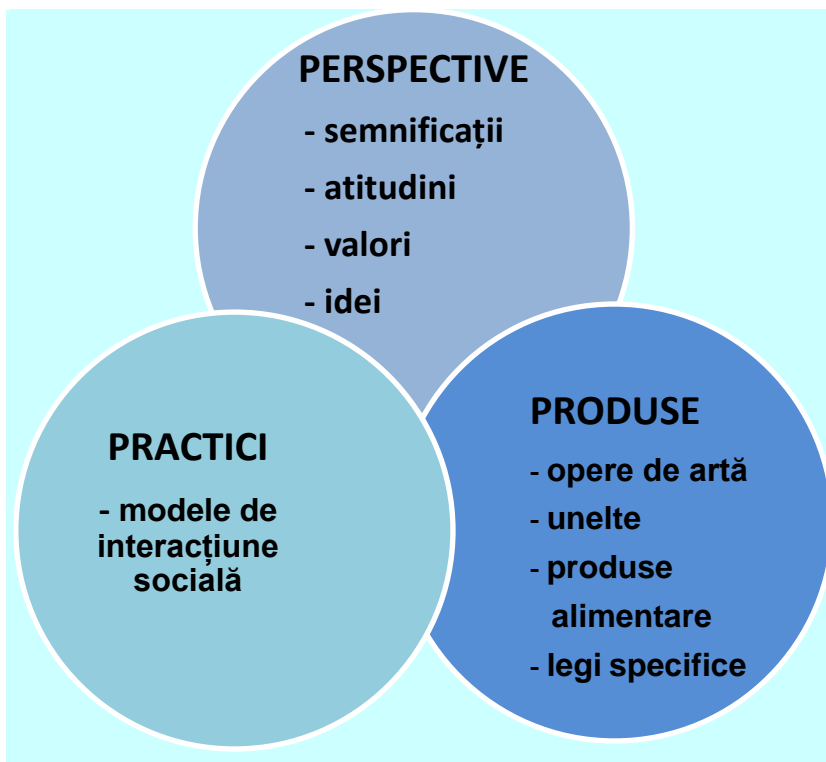 PERSPECTIVE
- semnificații
- atitudini
- valori
- idei
PRACTICI
- modele de
interacțiune
socială
PRODUSE
- opere de artă
- unelte
- produse
alimentare
- legi specifice